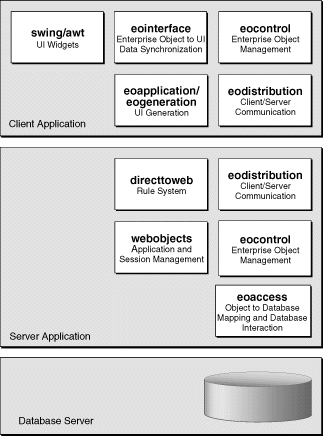 swing/awt
UI Widgets
eointerface
Enterprise Object to UI
Data Synchronization
eocontrol
Enterprise Object
Management
eoapplication/
eogeneration
UI Generation
eodistribution
Client/Server
Communication
Client Application
directtoweb
Rule System
eodistribution
Client/Server
Communication
webobjects
Application and
Session Management
eocontrol
Enterprise Object
Management
eoaccess
Object to Database
Mapping and Database
Interaction
Server Application
Database Server